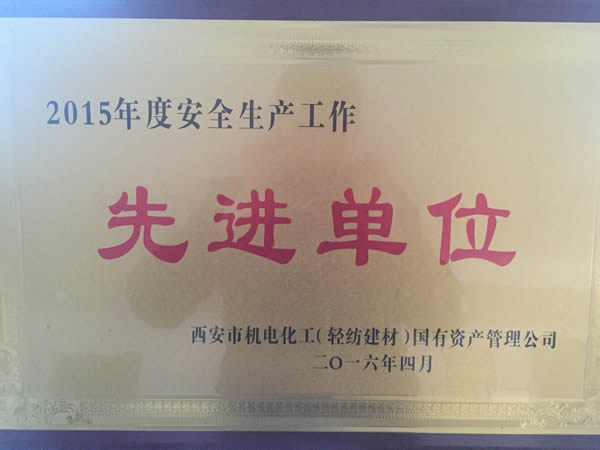 2015年度安全生产工作
先进单位
西安市机电化工(轻纺建材)国有资产管理公司
二〇一六年四月